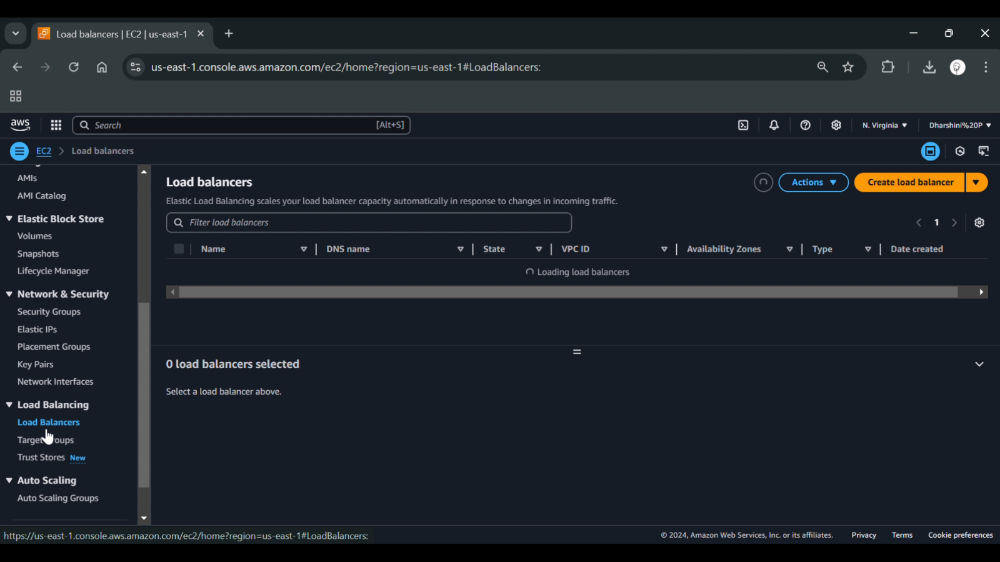 Load balancers | EC2 | us-east-1
us-east-1.console.aws.amazon.com/ec2/home?region=us-east-1#LoadBalancers:
aws
Search
[Alt+S]
N. Virginia
Dharshini%20P
EC2
Load balancers
AMIs
AMI Catalog
Elastic Block Store
Volumes
Snapshots
Lifecycle Manager
Network & Security
Security Groups
Elastic IPs
Placement Groups
Key Pairs
Network Interfaces
Load Balancing
Load Balancers
Trust Stores New
Auto Scaling
Auto Scaling Groups
Load balancers
Actions
Create load balancer
Elastic Load Balancing scales your load balancer capacity automatically in response to changes in incoming traffic.
Filter load balancers
1
Name DNS name State VPC ID Availability Zones Type Date created
Loading load balancers
0 load balancers selected
Select a load balancer above.
https://us-east-1.console.aws.amazon.com/ec2/home?region=us-east-1#LoadBalancers:
© 2024, Amazon Web Services, Inc. or its affiliates. Privacy Terms Cookie preferences